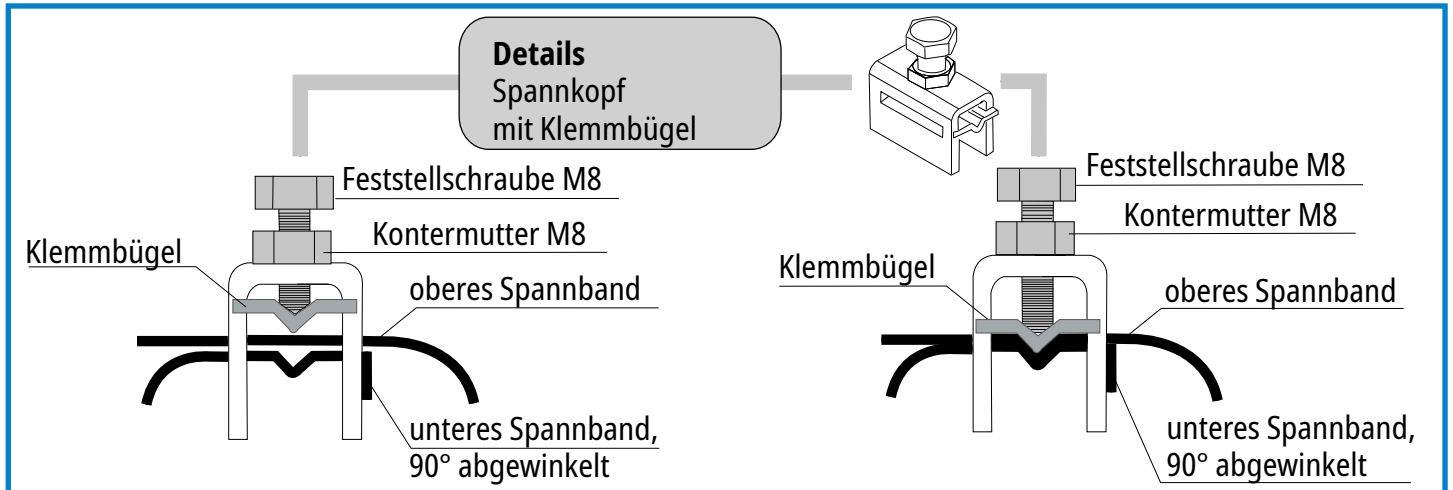 Details
Spannkopf
mit Klemmbügel
Feststellschraube M8
Kontermutter M8
Klemmbügel
oberes Spannband
unteres Spannband,
90° abgewinkelt
Feststellschraube M8
Kontermutter M8
Klemmbügel
oberes Spannband
unteres Spannband,
90° abgewinkelt